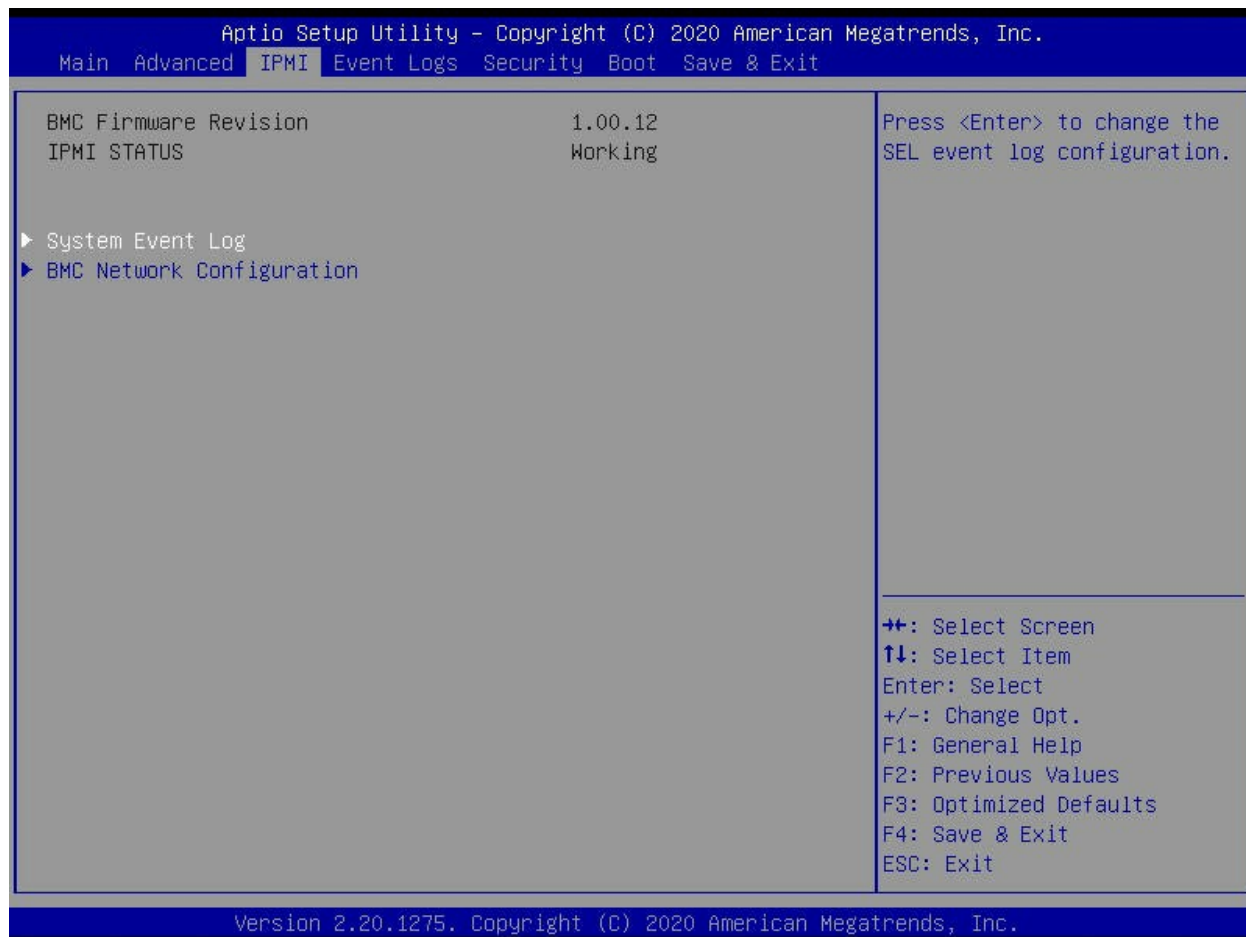 Aptio Setup Utility – Copyright (C) 2020 American Megatrends, Inc.
Main Advanced IPMI Event Logs Security Boot Save & Exit
BMC Firmware Revision 1.00.12
IPMI STATUS Working
System Event Log
BMC Network Configuration
Press <Enter> to change the
SEL event log configuration.
→←: Select Screen
↑↓: Select Item
Enter: Select
+/-: Change Opt.
F1: General Help
F2: Previous Values
F3: Optimized Defaults
F4: Save & Exit
ESC: Exit
Version 2.20.1275. Copyright (C) 2020 American Megatrends, Inc.